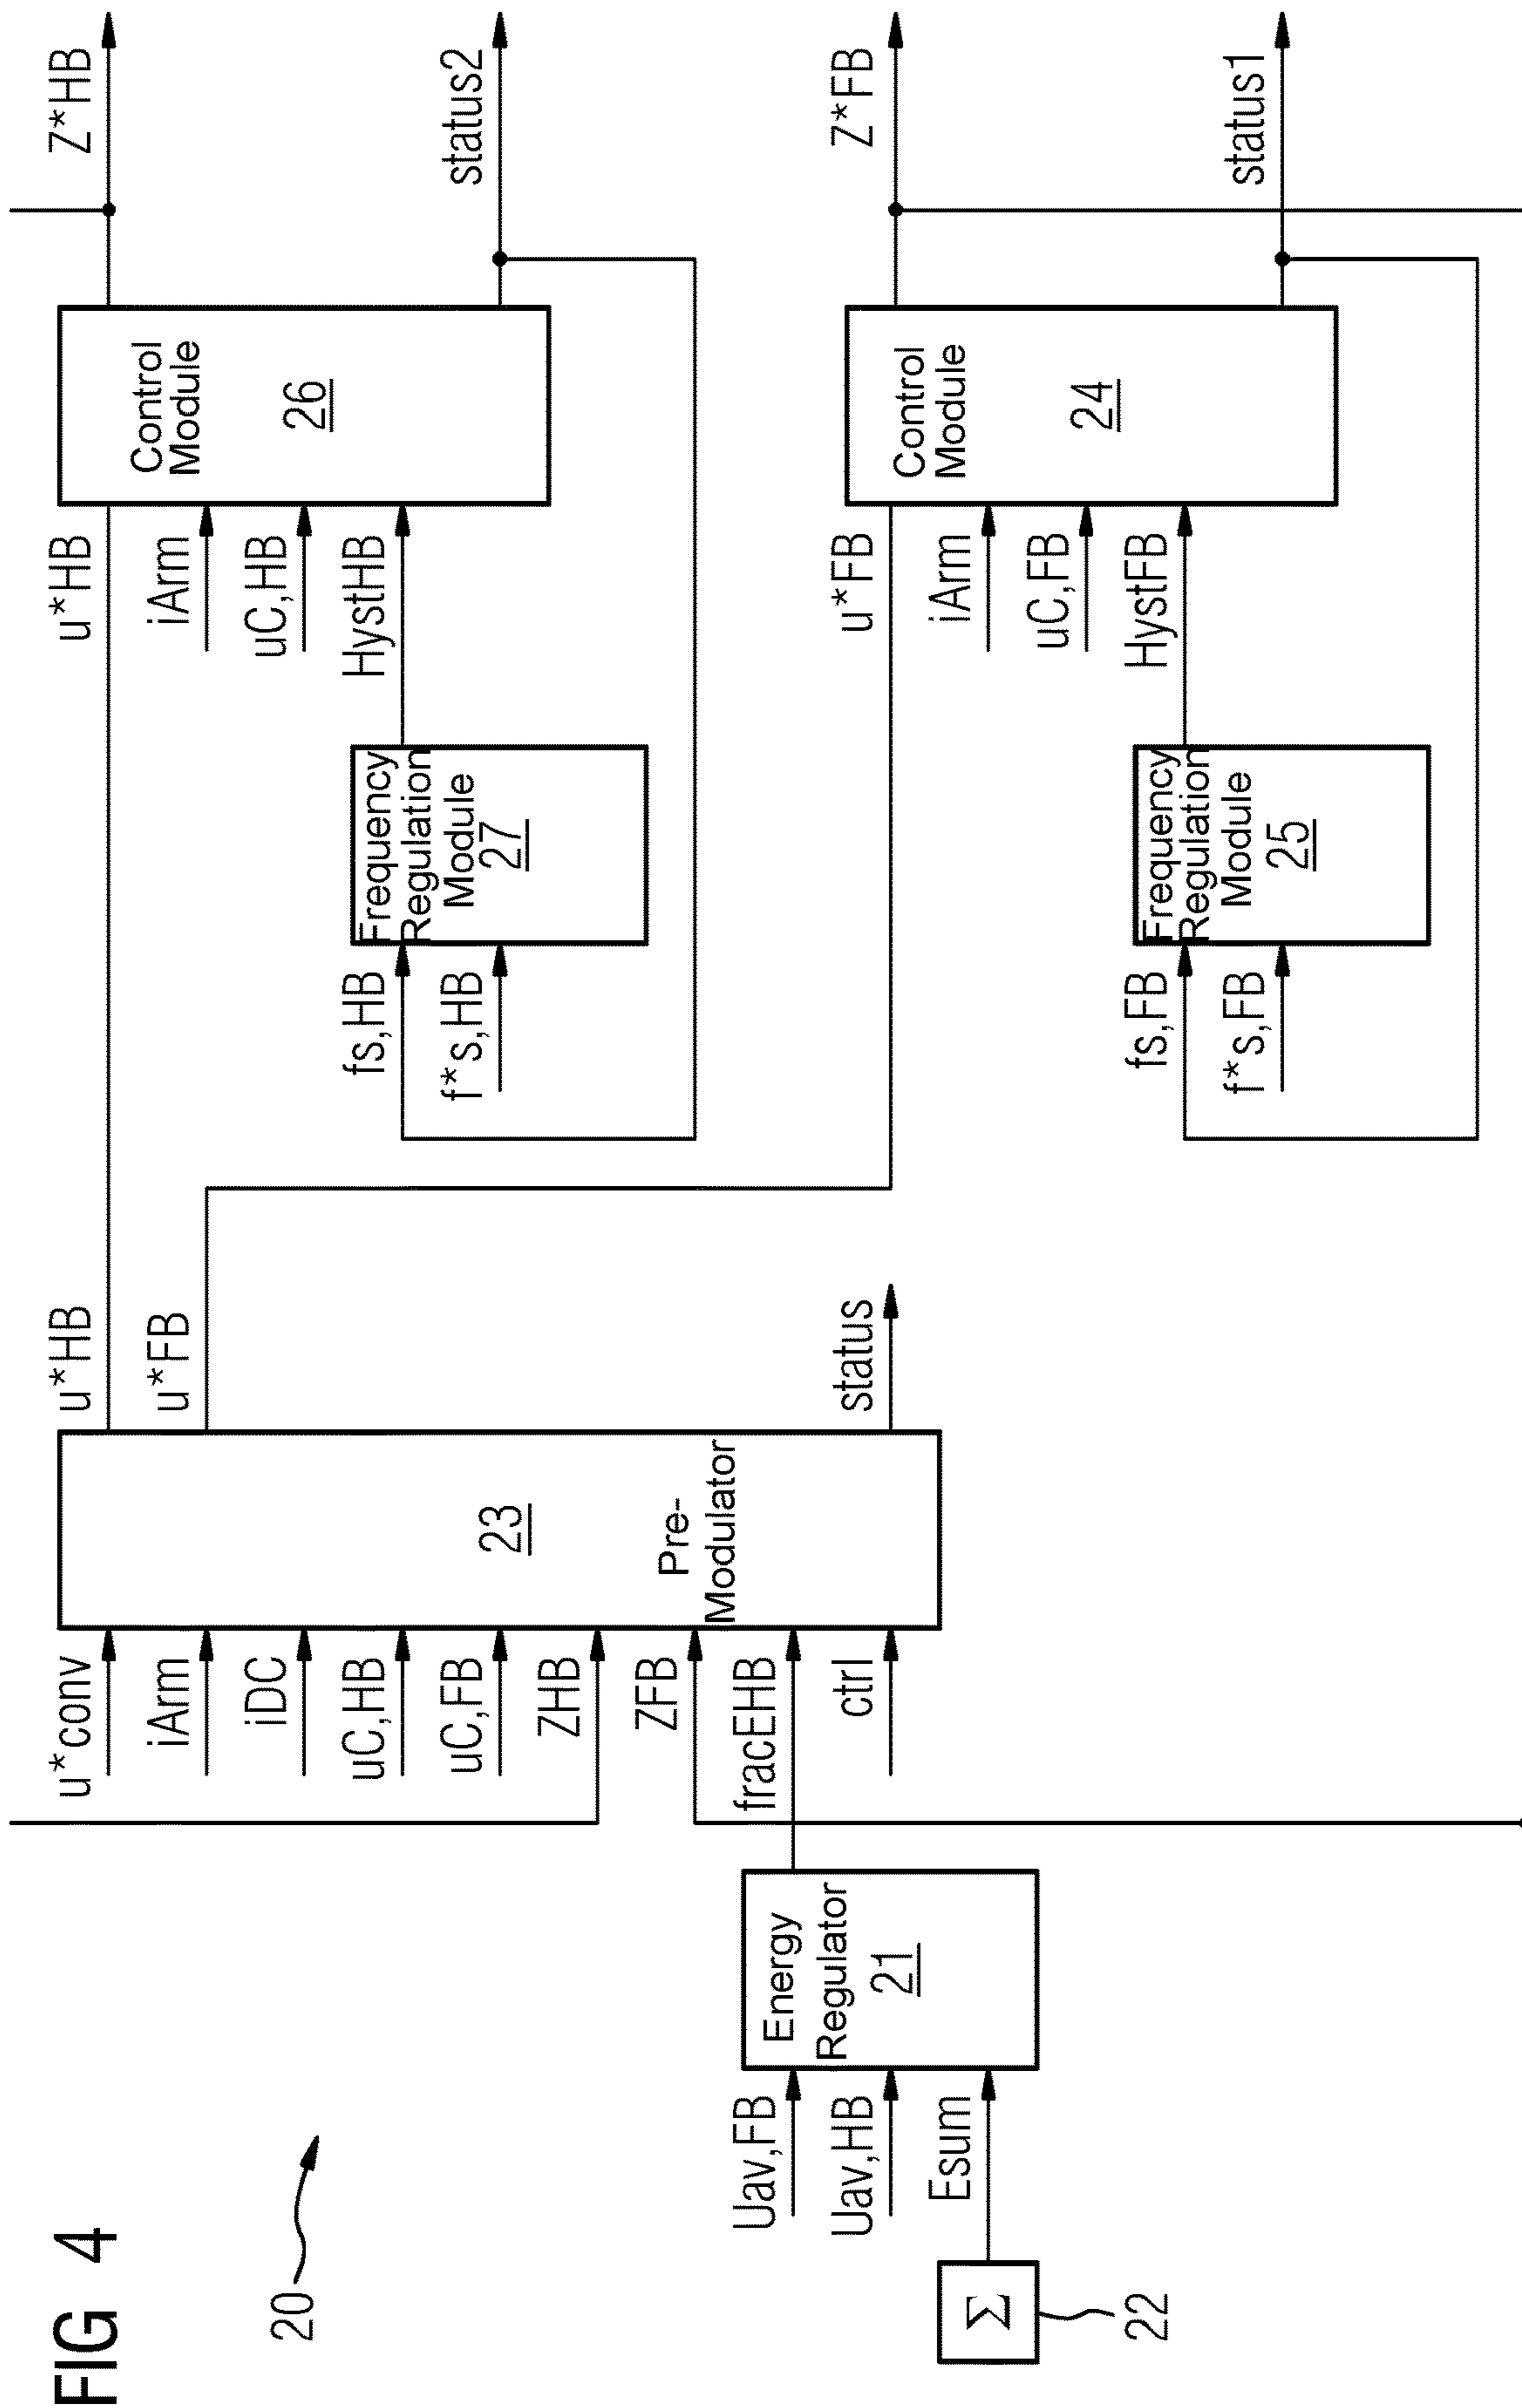 FIG 4
20
Σ
22
Uav,FB
Uav,HB
Esum
Energy
Regulator
21
u*conv
iArm
iDC
uC,HB
uC,FB
ZHB
ZFB
fracEHB
ctrl
23
Pre-
Modulator
u*HB
u*FB
status
fs,HB
f*s,HB
Frequency
Regulation
Module
27
u*HB
iArm
uC,HB
HystHB
Control
Module
26
Z*HB
status2
fs,FB
f*s,FB
Frequency
Regulation
Module
25
u*FB
iArm
uC,FB
HystFB
Control
Module
24
Z*FB
status1